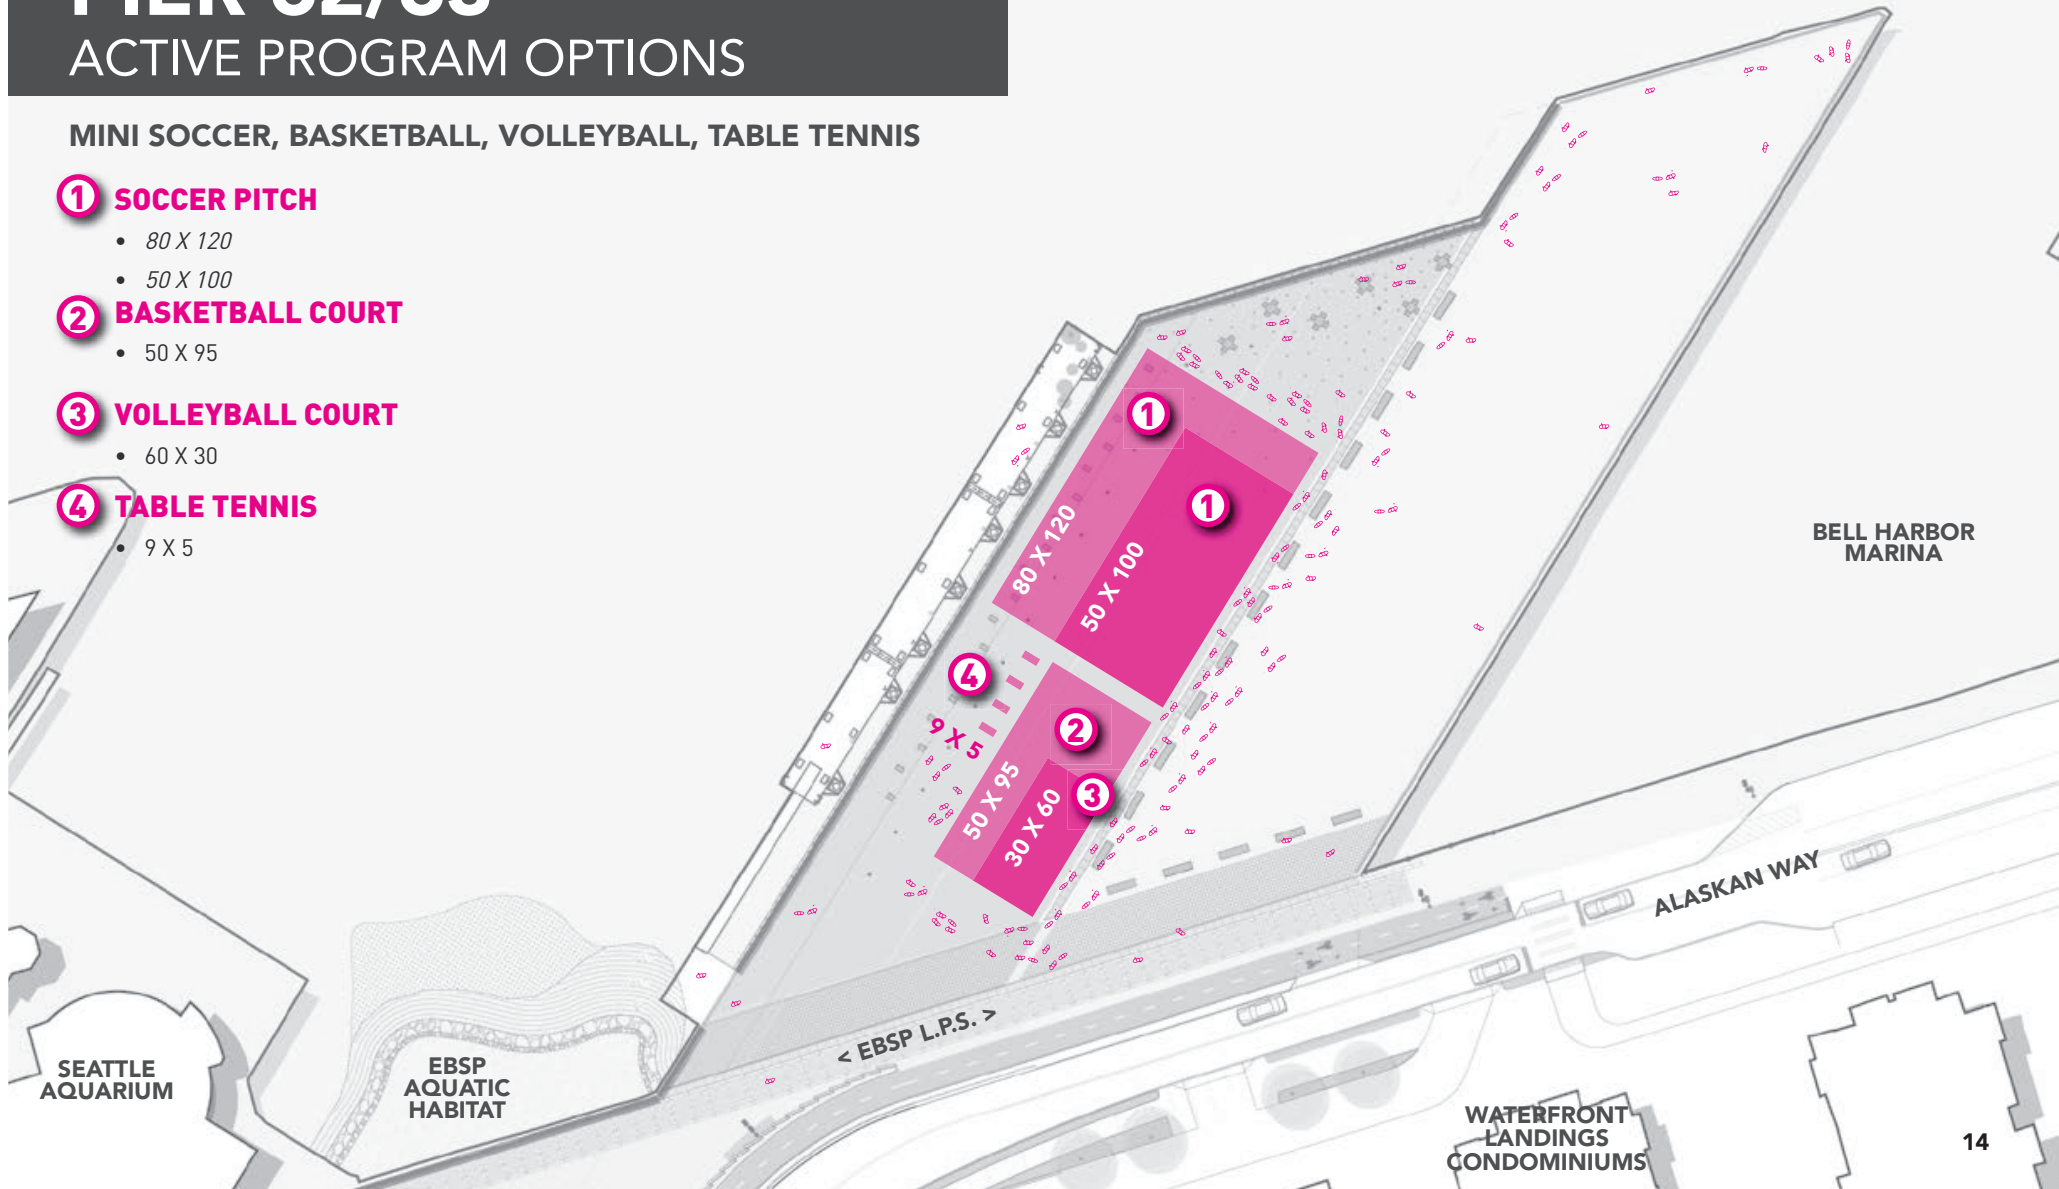 PIER 62/63
ACTIVE PROGRAM OPTIONS
MINI SOCCER, BASKETBALL, VOLLEYBALL, TABLE TENNIS
1 SOCCER PITCH
• 80 X 120
• 50 X 100
2 BASKETBALL COURT
• 50 X 95
3 VOLLEYBALL COURT
• 60 X 30
4 TABLE TENNIS
• 9 X 5
1
1
80 X 120
50 X 100
4
9 X 5
2
50 X 95
3
30 X 60
BELL HARBOR
MARINA
ALASKAN WAY
< EBSP L.P.S. >
SEATTLE
AQUARIUM
EBSP
AQUATIC
HABITAT
WATERFRONT
LANDINGS
CONDOMINIUMS
14